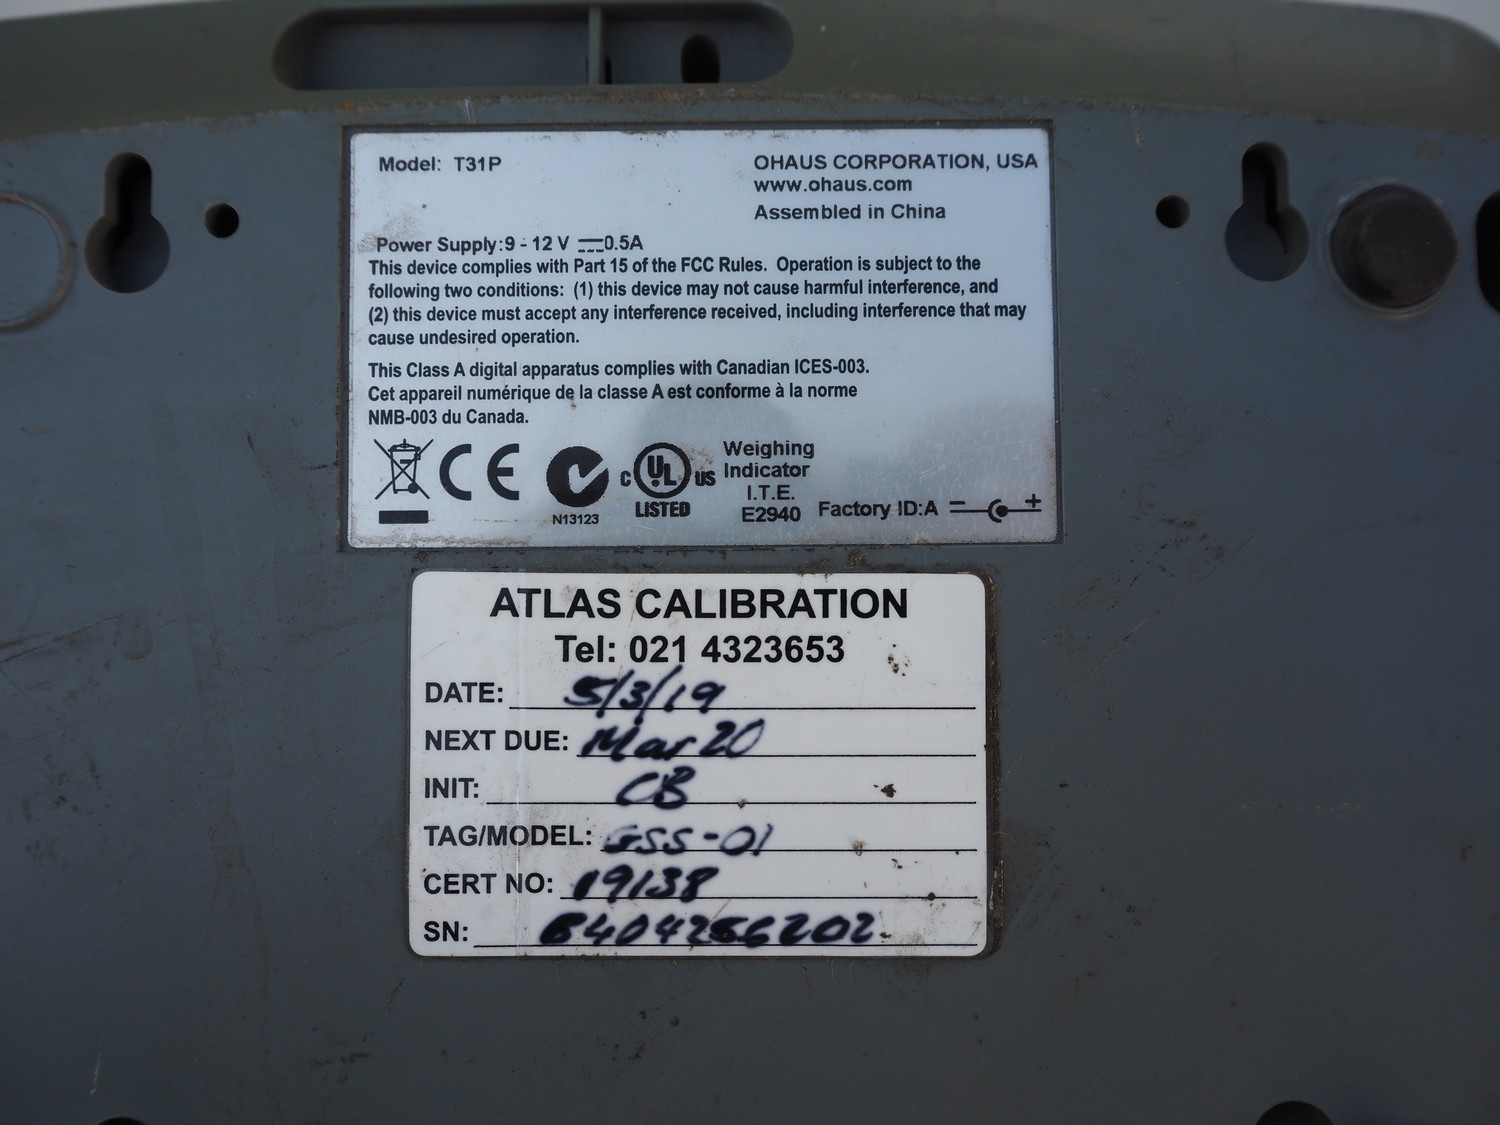 Model: T31P
OHAUS CORPORATION, USA
www.ohaus.com
Assembled in China
Power Supply:9 - 12 V ⎓0.5A
This device complies with Part 15 of the FCC Rules. Operation is subject to the
following two conditions: (1) this device may not cause harmful interference, and
(2) this device must accept any interference received, including interference that may
cause undesired operation.
This Class A digital apparatus complies with Canadian ICES-003.
Cet appareil numérique de la classe A est conforme à la norme
NMB-003 du Canada.
CE
N13123
C UL US
LISTED
Weighing
Indicator
I.T.E.
E2940
Factory ID:A - +
ATLAS CALIBRATION
Tel: 021 4323653
DATE: 5/3/19
NEXT DUE: Mar 20
INIT: CB
TAG/MODEL: GSS-01
CERT NO: 19138
SN: